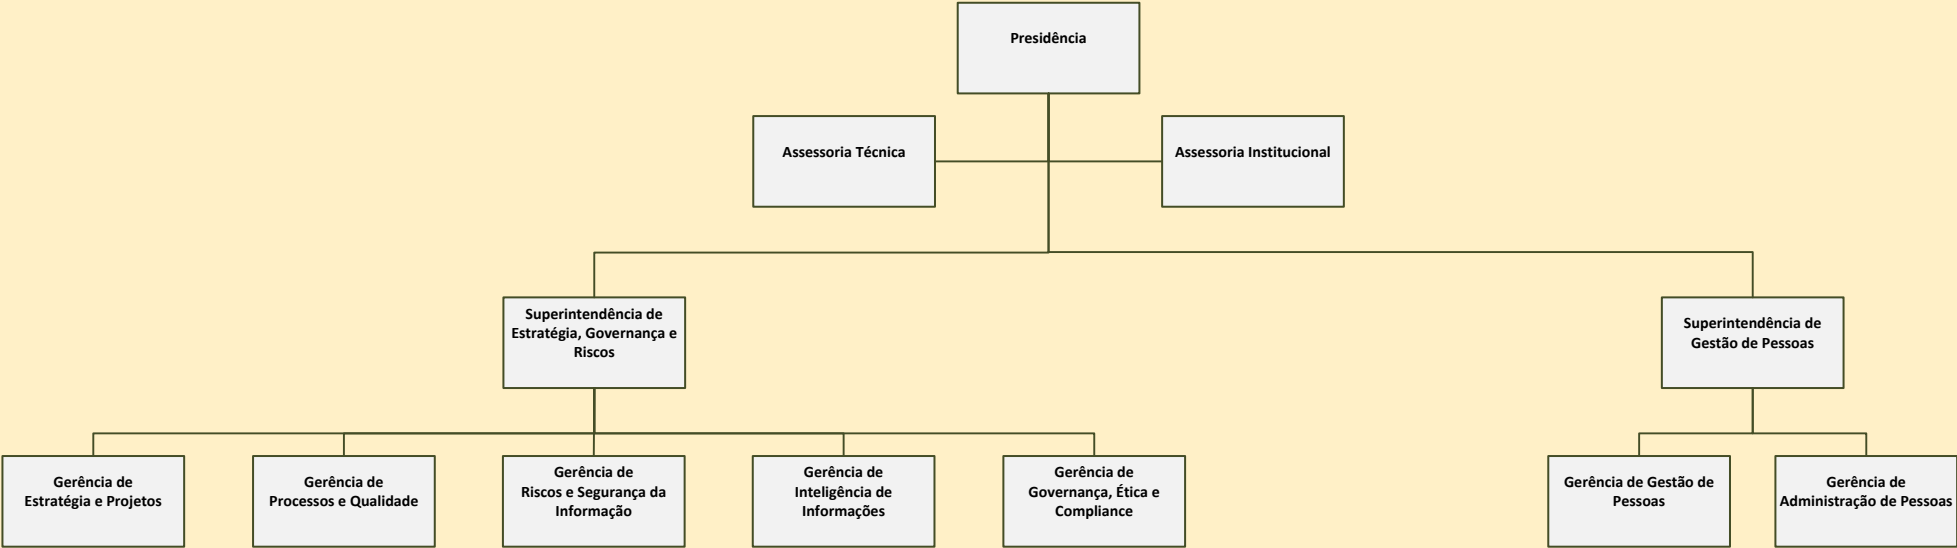 Presidência
Assessoria Técnica
Assessoria Institucional
Superintendência de
Estratégia, Governança e
Riscos
Superintendência de
Gestão de Pessoas
Gerência de
Estratégia e Projetos
Gerência de
Processos e Qualidade
Gerência de
Riscos e Segurança da
Informação
Gerência de
Inteligência de
Informações
Gerência de
Governança, Ética e
Compliance
Gerência de Gestão de
Pessoas
Gerência de
Administração de Pessoas